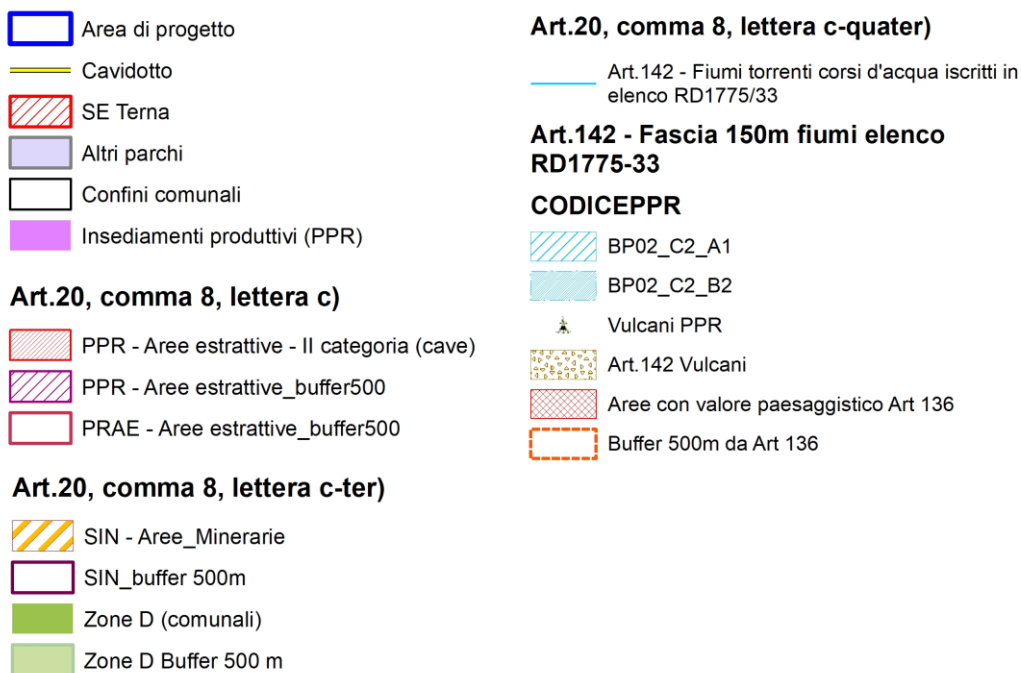 Area di progetto
Cavidotto
SE Terna
Altri parchi
Confini comunali
Insediamenti produttivi (PPR)
Art.20, comma 8, lettera c)
PPR - Aree estrattive - II categoria (cave)
PPR - Aree estrattive_buffer500
PRAE - Aree estrattive_buffer500
Art.20, comma 8, lettera c-ter)
SIN - Aree_Minerarie
SIN_buffer 500m
Zone D (comunali)
Zone D Buffer 500 m
Art.20, comma 8, lettera c-quater)
Art.142 - Fiumi torrenti corsi d'acqua iscritti in
elenco RD1775/33
Art.142 - Fascia 150m fiumi elenco
RD1775-33
CODICEPPR
BP02_C2_A1
BP02_C2_B2
Vulcani PPR
Art.142 Vulcani
Aree con valore paesaggistico Art 136
Buffer 500m da Art 136